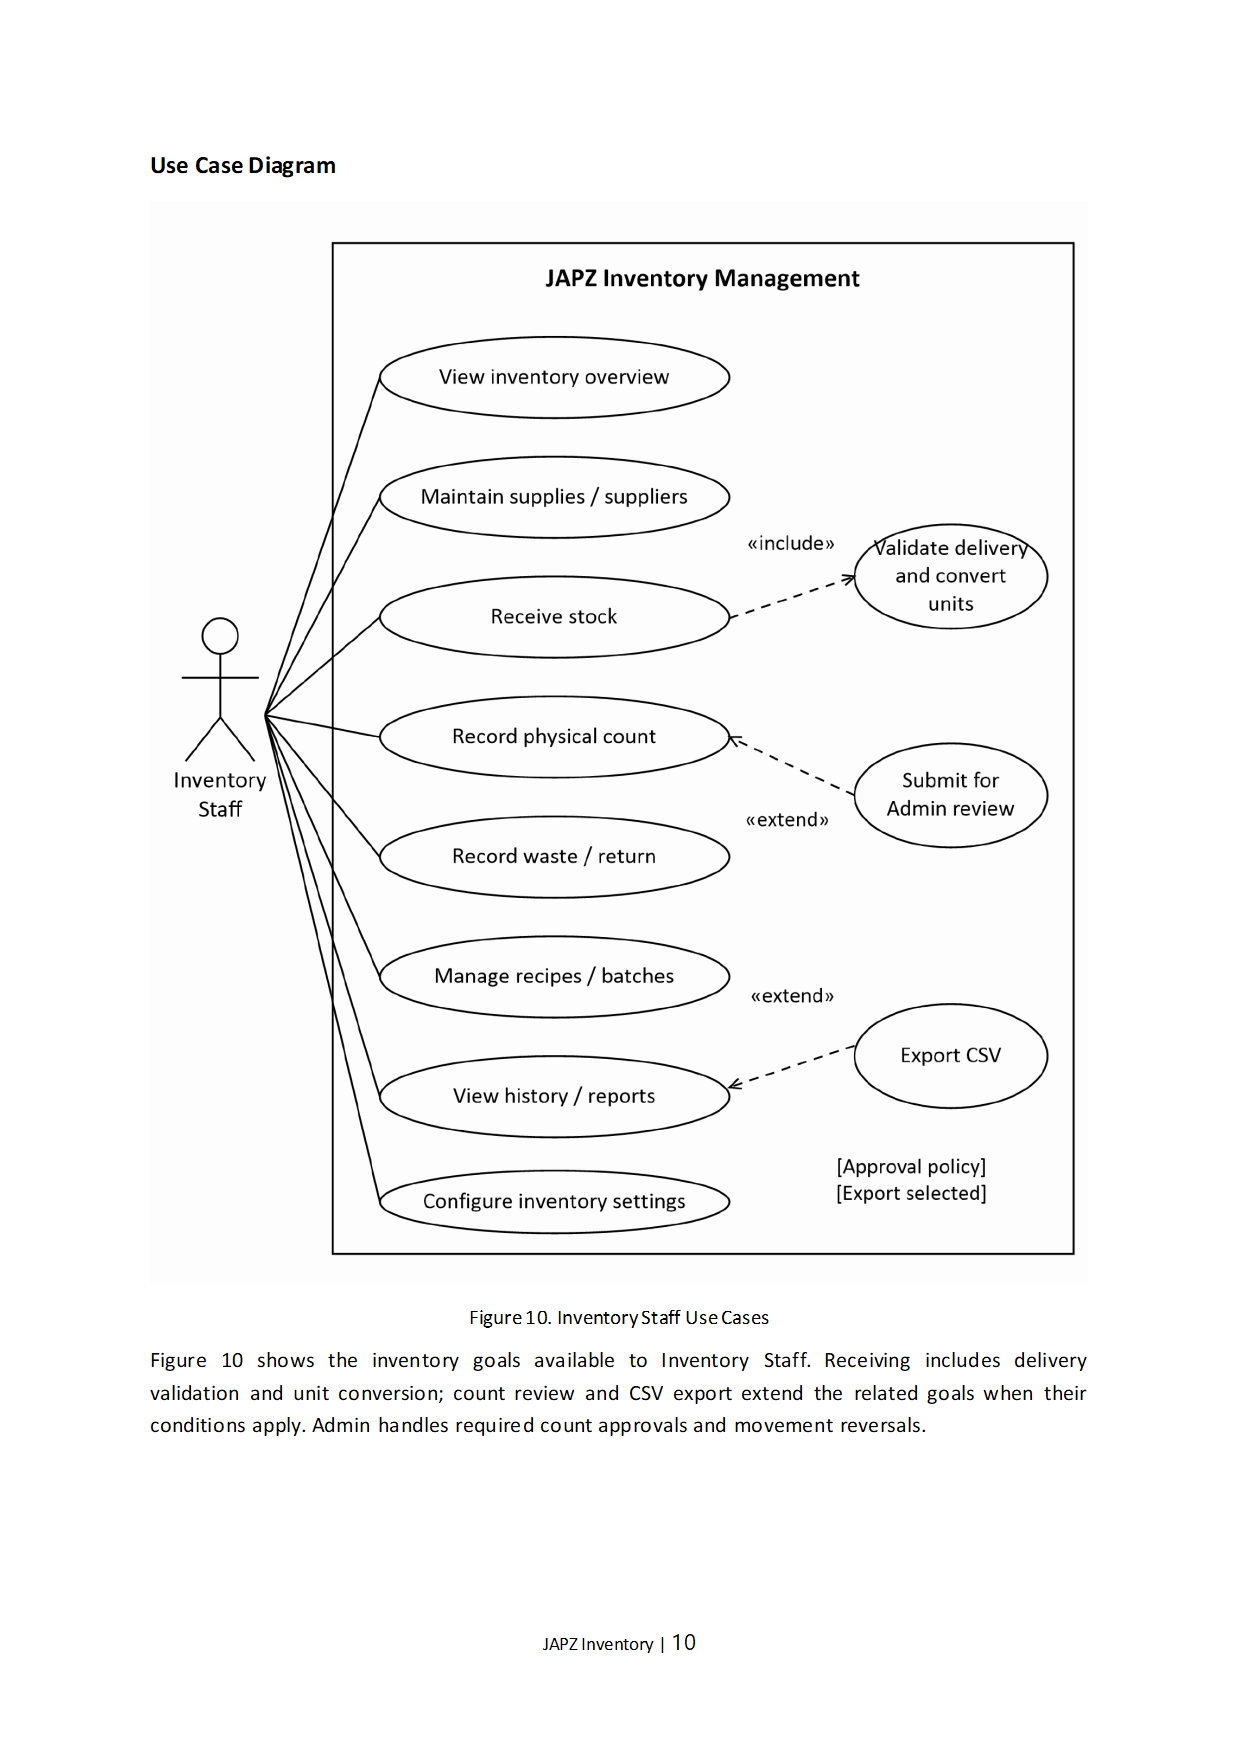 Use Case Diagram
JAPZ Inventory Management
View inventory overview
Maintain supplies / suppliers
«include»
Validate delivery
and convert
units
Receive stock
Record physical count
Submit for
Admin review
Inventory
Staff
«extend»
Record waste / return
Manage recipes / batches
«extend»
Export CSV
View history / reports
[Approval policy]
[Export selected]
Configure inventory settings
Figure 10. Inventory Staff Use Cases
Figure 10 shows the inventory goals available to Inventory Staff. Receiving includes delivery
validation and unit conversion; count review and CSV export extend the related goals when their
conditions apply. Admin handles required count approvals and movement reversals.
JAPZ Inventory | 10